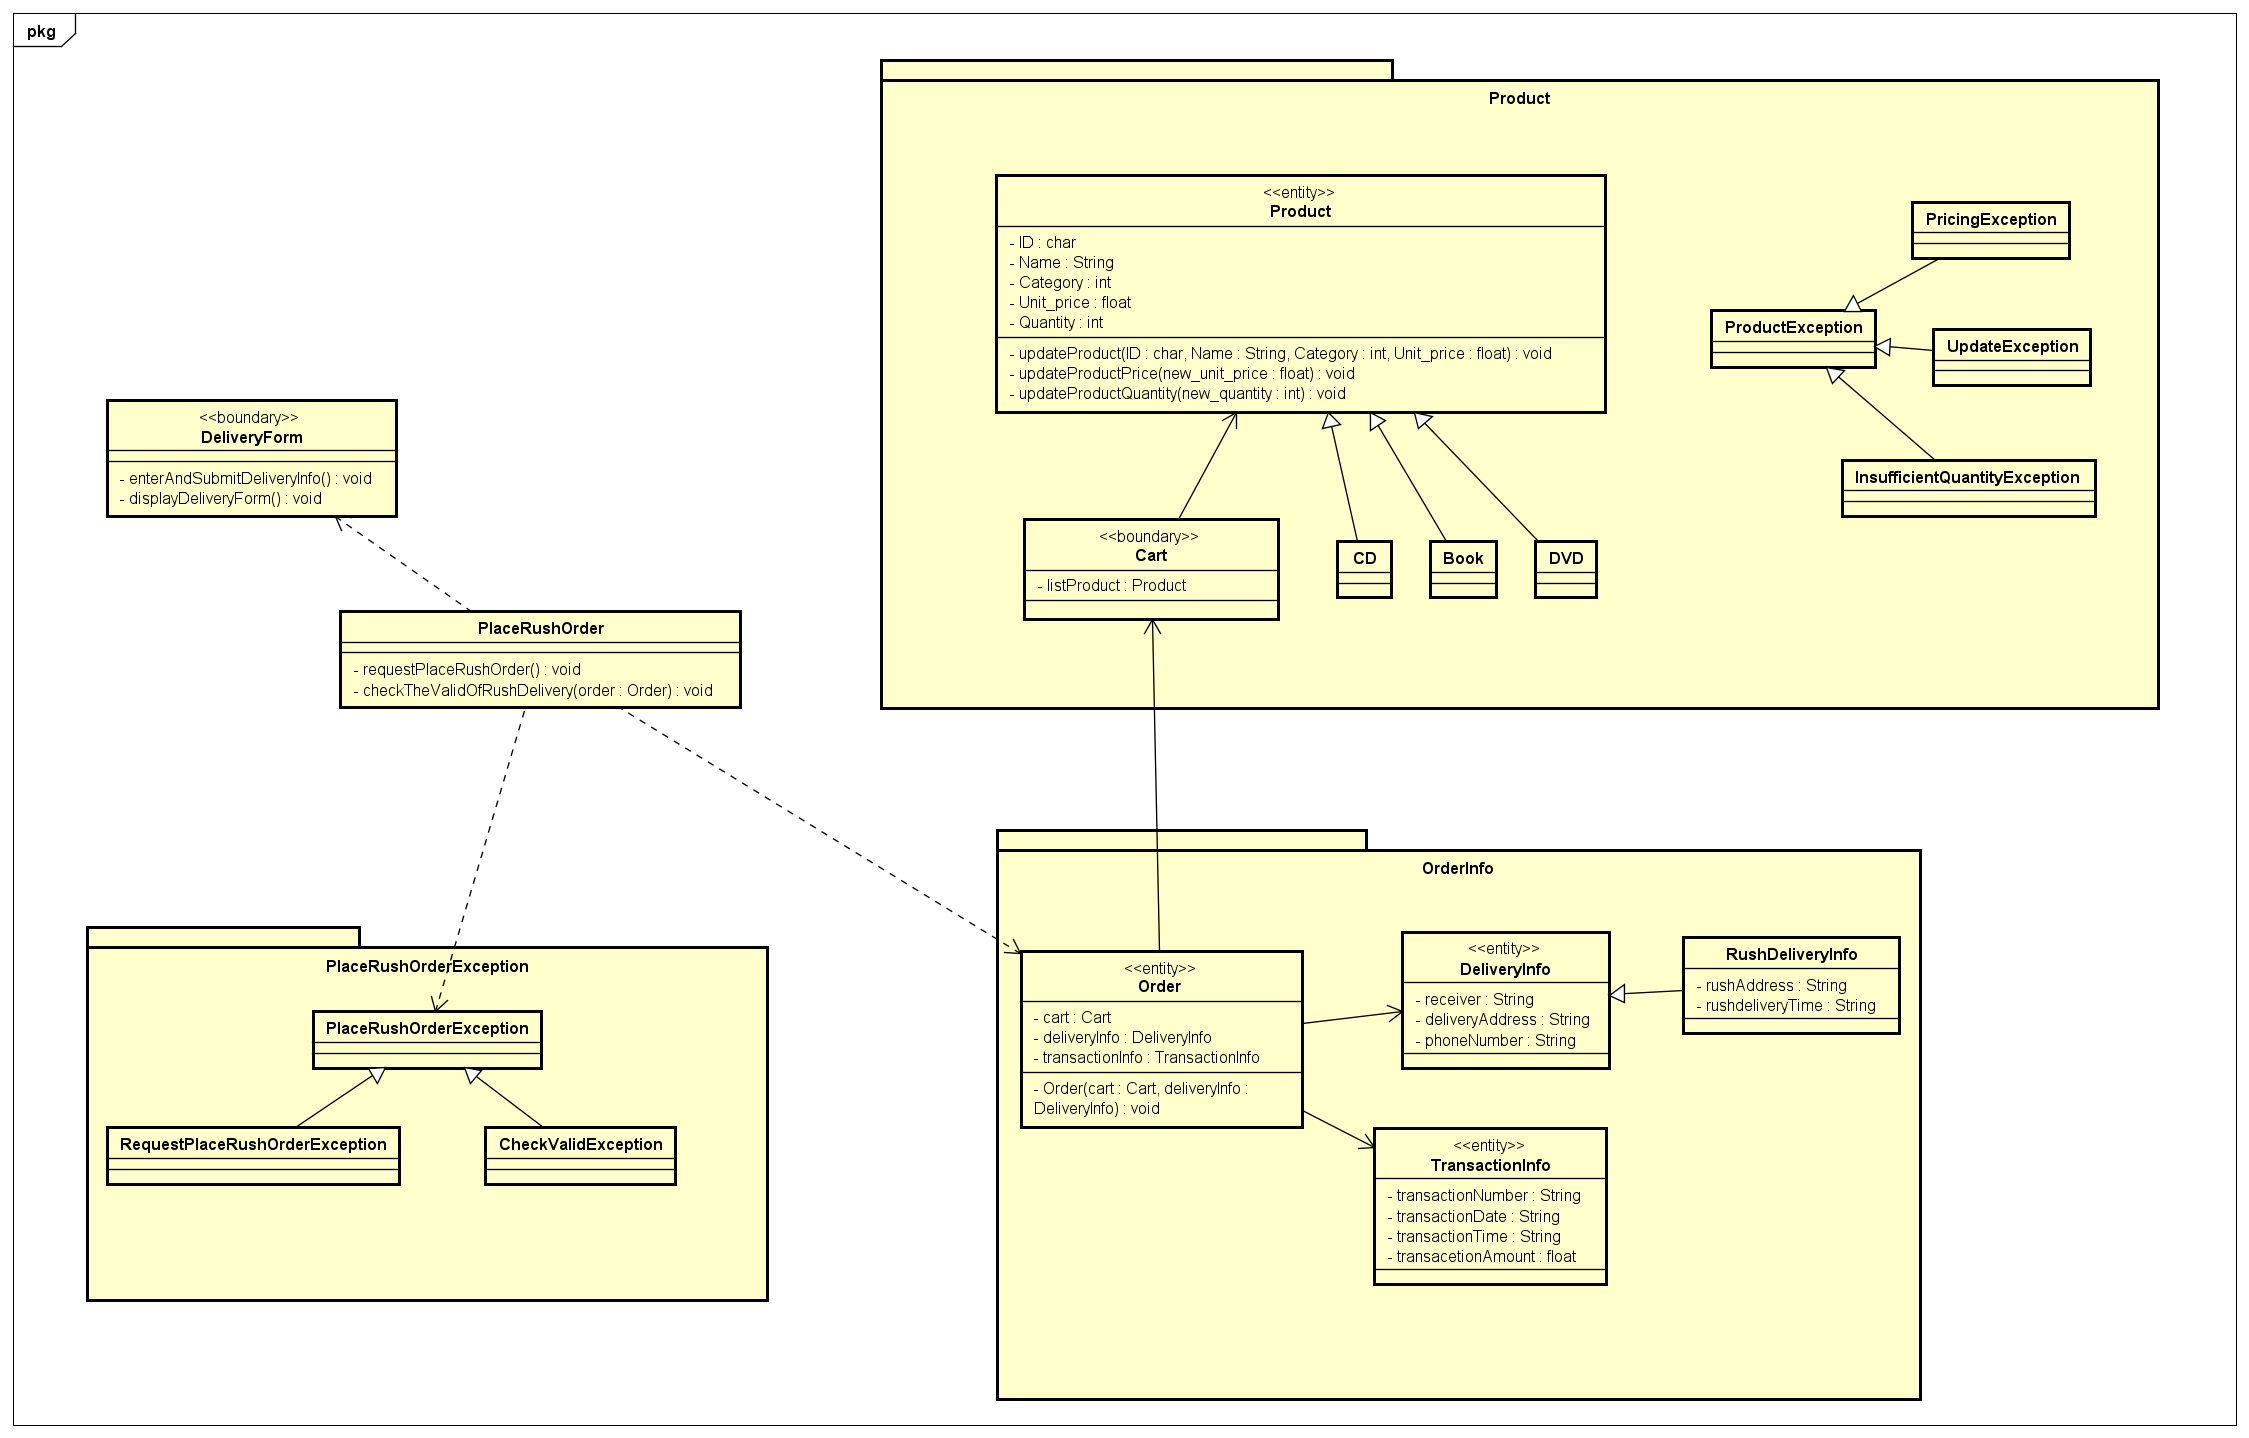 pkg
Product
<<entity>>
Product
- ID : char
- Name : String
- Category : int
- Unit_price : float
- Quantity : int
- updateProduct(ID : char, Name : String, Category : int, Unit_price : float) : void
- updateProductPrice(new_unit_price : float) : void
- updateProductQuantity(new_quantity : int) : void
PricingException
ProductException
UpdateException
InsufficientQuantityException
<<boundary>>
Cart
- listProduct : Product
CD
Book
DVD
<<boundary>>
DeliveryForm
- enterAndSubmitDeliveryInfo() : void
- displayDeliveryForm() : void
PlaceRushOrder
- requestPlaceRushOrder() : void
- checkTheValidOfRushDelivery(order : Order) : void
PlaceRushOrderException
PlaceRushOrderException
RequestPlaceRushOrderException
CheckValidException
OrderInfo
<<entity>>
Order
- cart : Cart
- deliveryInfo : DeliveryInfo
- transactionInfo : TransactionInfo
- Order(cart : Cart, deliveryInfo :
DeliveryInfo) : void
<<entity>>
DeliveryInfo
- receiver : String
- deliveryAddress : String
- phoneNumber : String
RushDeliveryInfo
- rushAddress : String
- rushdeliveryTime : String
<<entity>>
TransactionInfo
- transactionNumber : String
- transactionDate : String
- transactionTime : String
- transacetionAmount : float